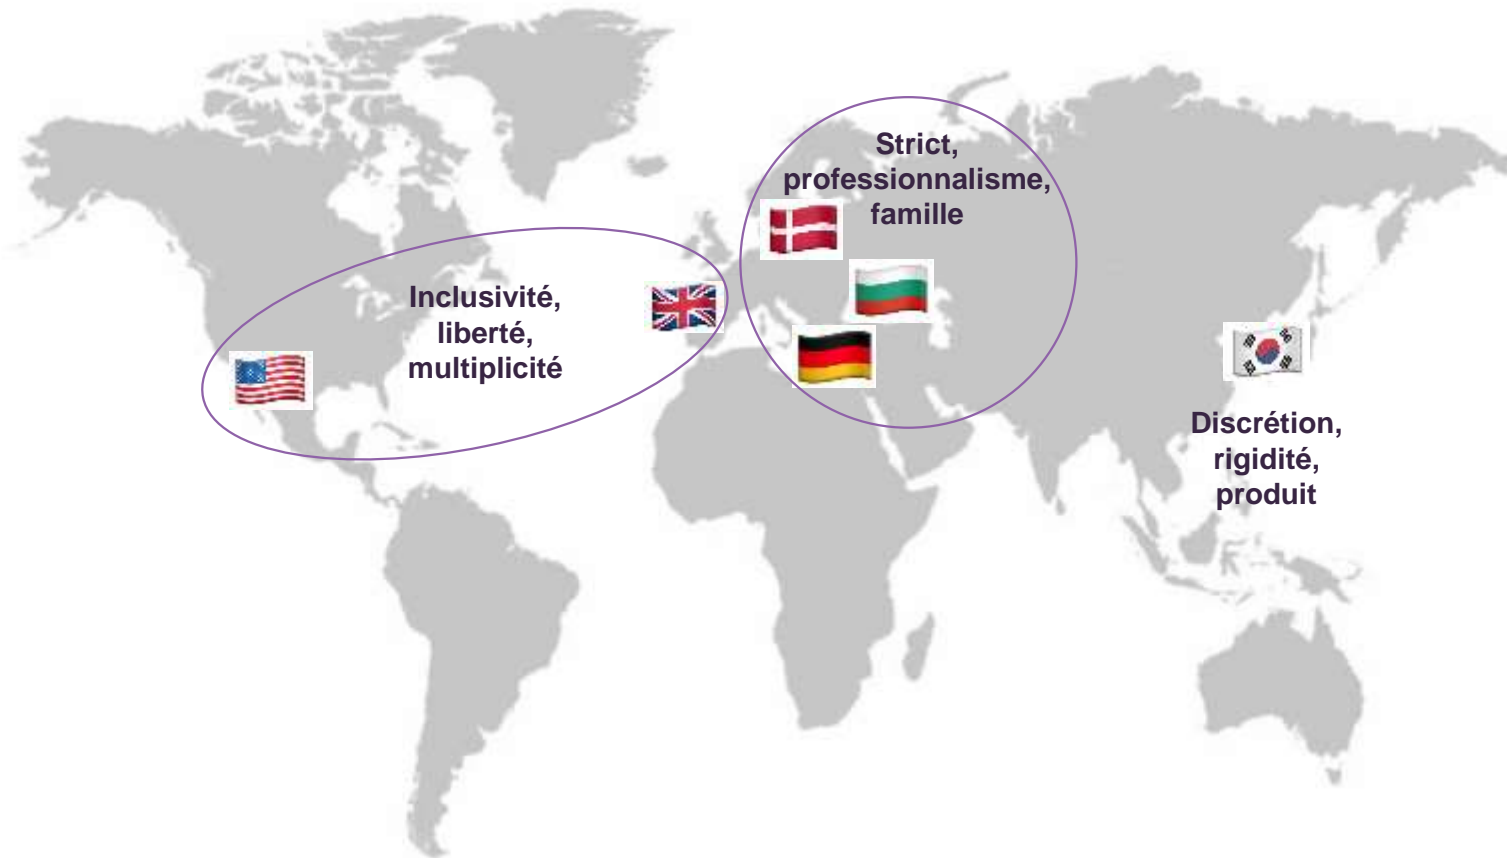 Strict,
professionnalisme,
famille
Inclusivité,
liberté,
multiplicité
Discrétion,
rigidité,
produit